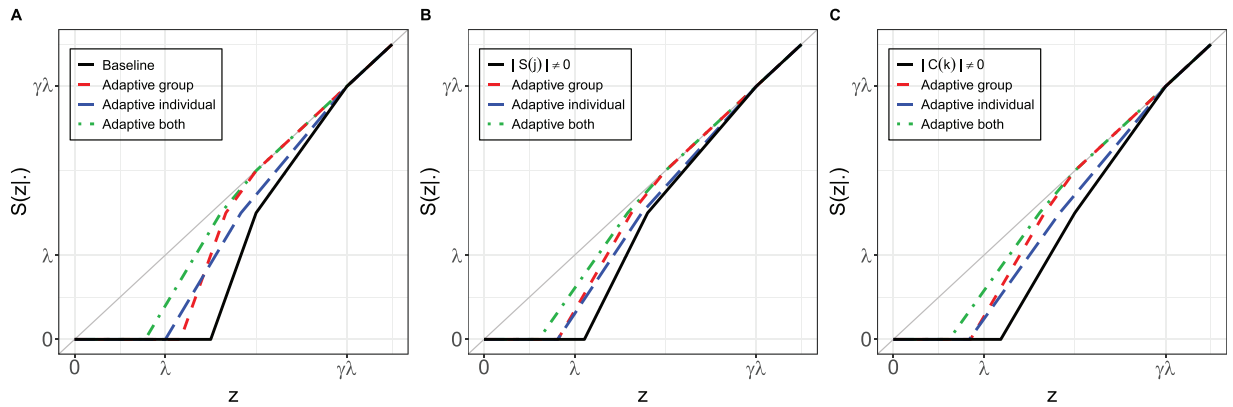 A
Baseline
Adaptive group
Adaptive individual
Adaptive both
S(z|.)
γλ
λ
0
0
λ
γλ
z
B
| S(j) | ≠ 0
Adaptive group
Adaptive individual
Adaptive both
S(z|.)
γλ
λ
0
0
λ
γλ
z
C
| C(k) | ≠ 0
Adaptive group
Adaptive individual
Adaptive both
S(z|.)
γλ
λ
0
0
λ
γλ
z